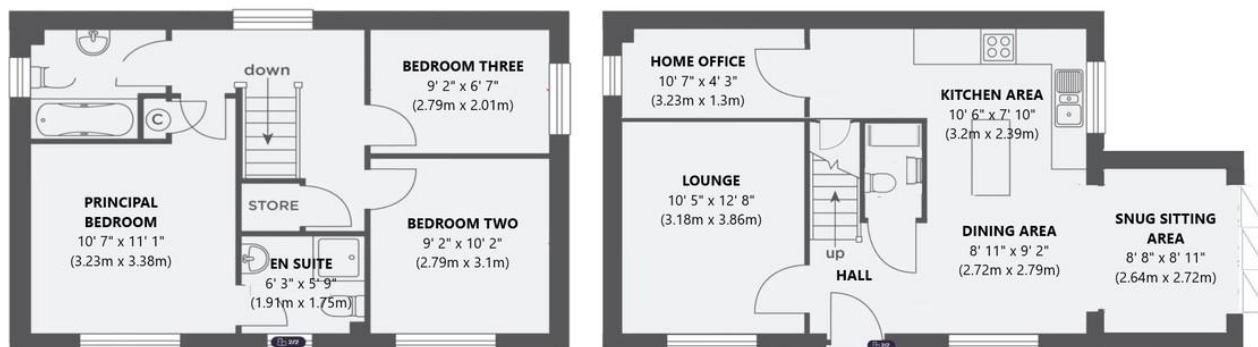 down
BEDROOM THREE
9' 2" x 6' 7"
(2.79m x 2.01m)
C
PRINCIPAL
BEDROOM
10' 7" x 11' 1"
(3.23m x 3.38m)
STORE
BEDROOM TWO
9' 2" x 10' 2"
(2.79m x 3.1m)
EN SUITE
6' 3" x 5' 9"
(1.91m x 1.75m)
2/2
HOME OFFICE
10' 7" x 4' 3"
(3.23m x 1.3m)
KITCHEN AREA
10' 6" x 7' 10"
(3.2m x 2.39m)
LOUNGE
10' 5" x 12' 8"
(3.18m x 3.86m)
up
HALL
DINING AREA
8' 11" x 9' 2"
(2.72m x 2.79m)
SNUG SITTING
AREA
8' 8" x 8' 11"
(2.64m x 2.72m)
2/2